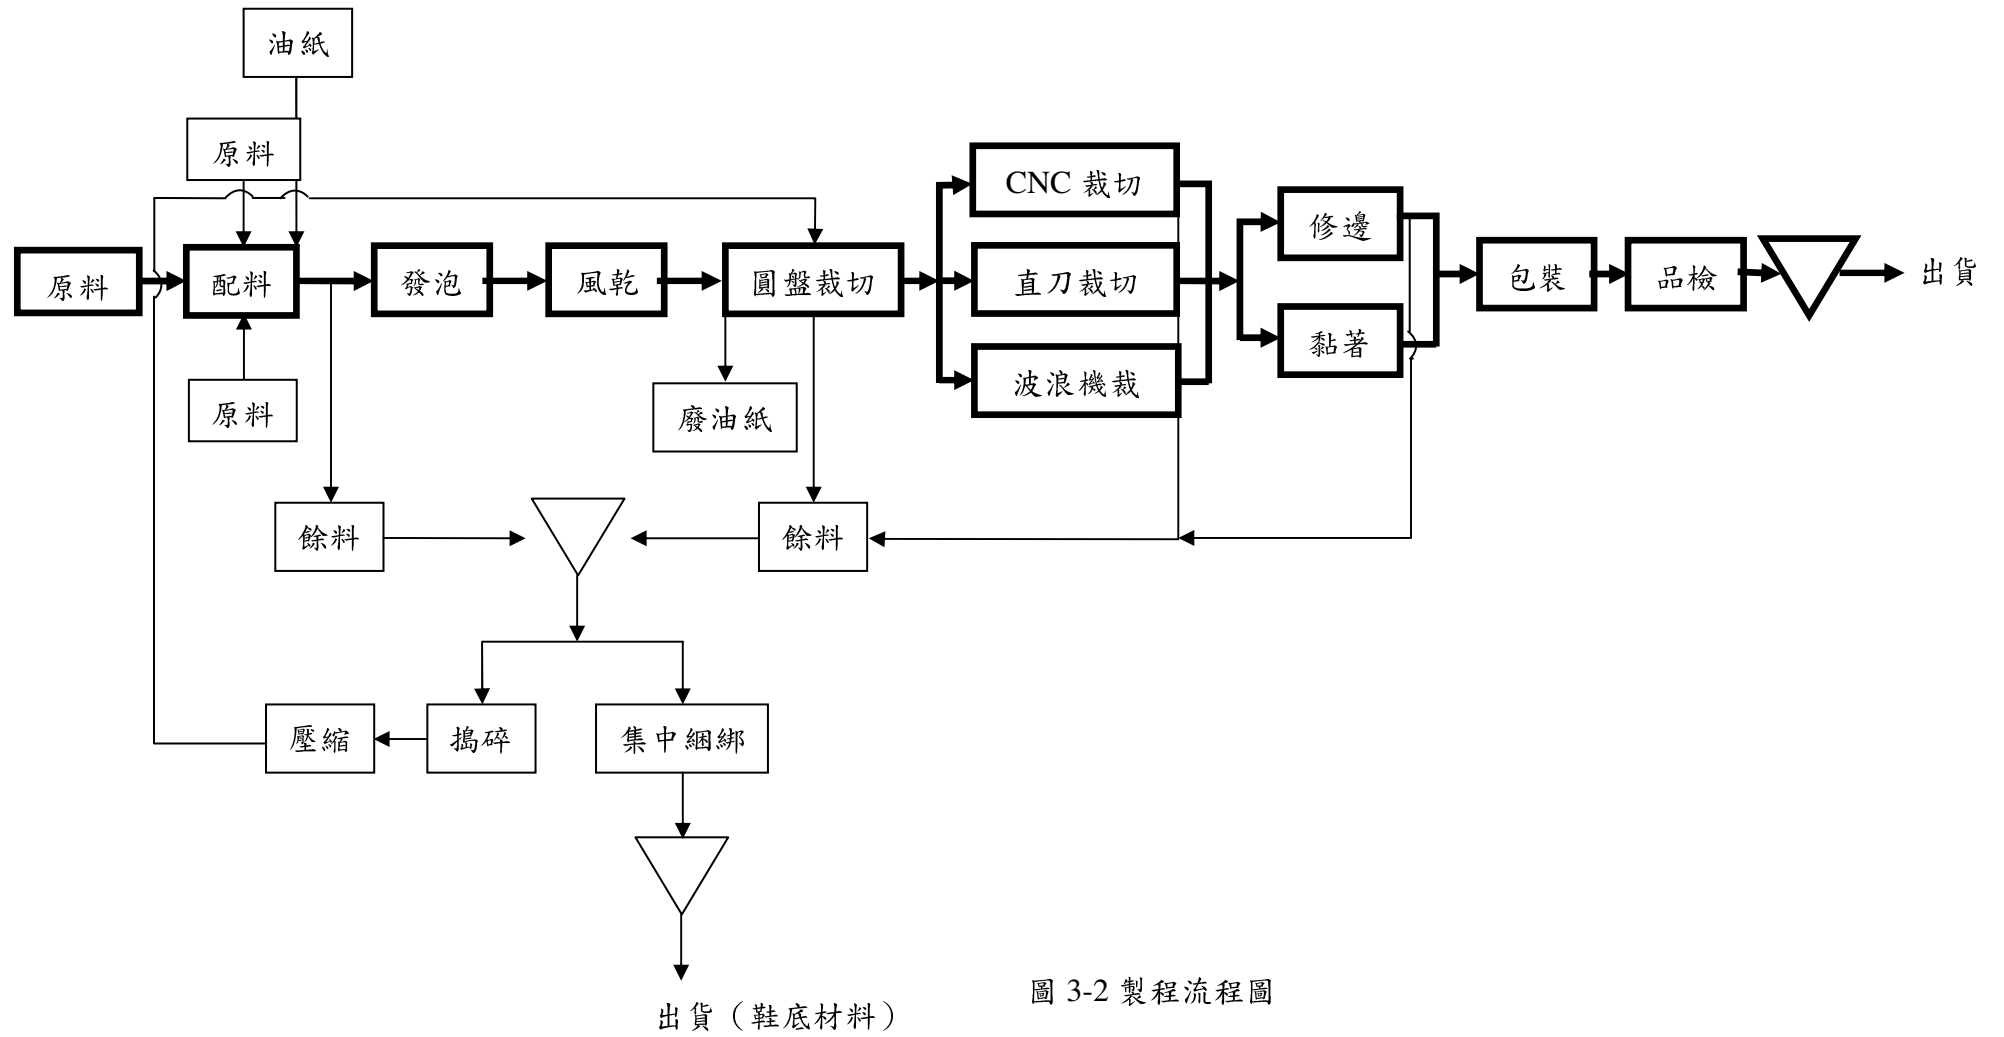 油紙
原料
CNC 裁切
原料
配料
發泡
風乾
圓盤裁切
直刀裁切
修邊
黏著
包裝
品檢
出貨
波浪機裁
原料
廢油紙
餘料
餘料
壓縮
搗碎
集中綑綁
出貨（鞋底材料）
圖 3-2 製程流程圖